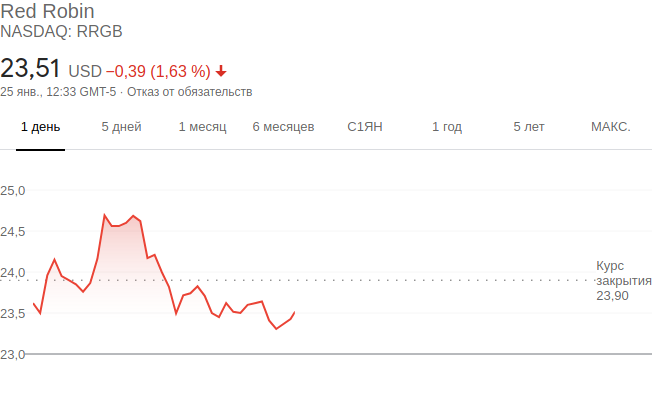 Red Robin
NASDAQ: RRGB
23,51 USD −0,39 (1,63 %)
25 янв., 12:33 GMT-5 · Отказ от обязательств
1 день 5 дней 1 месяц 6 месяцев С1ЯН 1 год 5 лет МАКС.
25,0
24,5
24,0
23,5
23,0
Курс
закрытия
23,90